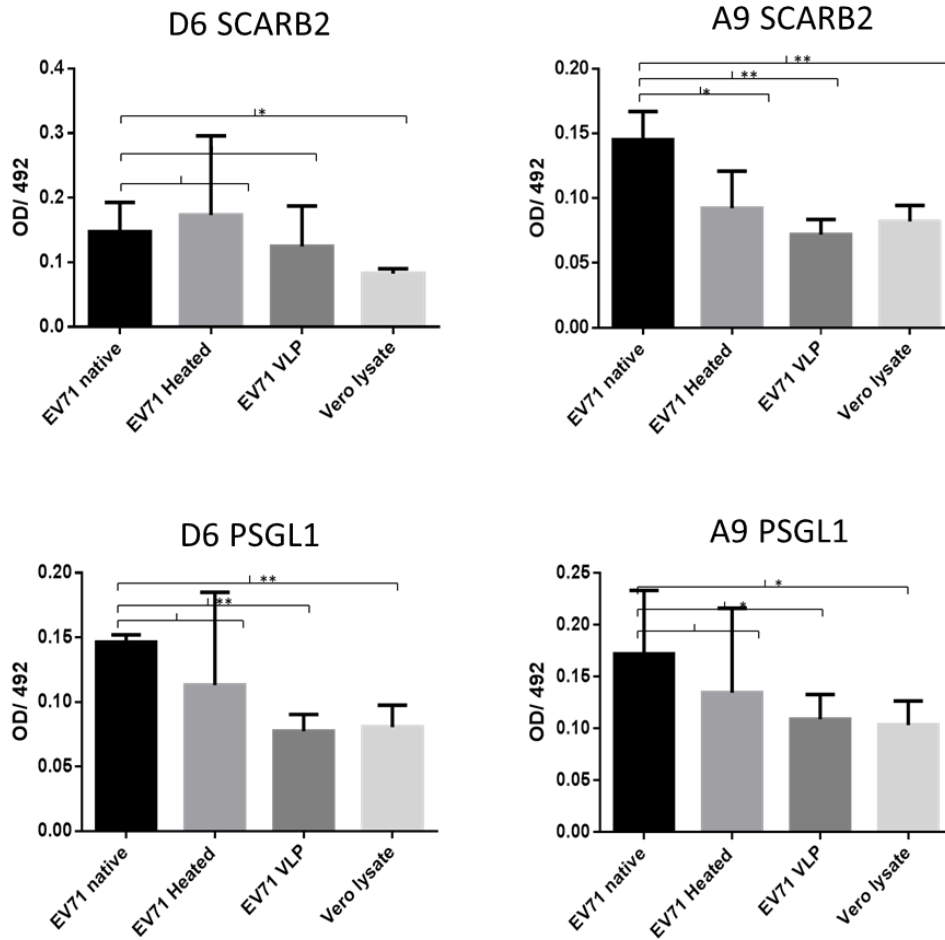 D6 SCARB2
0.4
0.3
0.2
0.1
0.0
OD/ 492
*
EV71 native
EV71 Heated
EV71 VLP
Vero lysate
A9 SCARB2
0.20
0.15
0.10
0.05
0.00
OD/ 492
**
**
*
EV71 native
EV71 Heated
EV71 VLP
Vero lysate
D6 PSGL1
0.20
0.15
0.10
0.05
0.00
OD/ 492
**
**
EV71 native
EV71 Heated
EV71 VLP
Vero lysate
A9 PSGL1
0.25
0.20
0.15
0.10
0.05
0.00
OD/ 492
*
*
EV71 native
EV71 Heated
EV71 VLP
Vero lysate